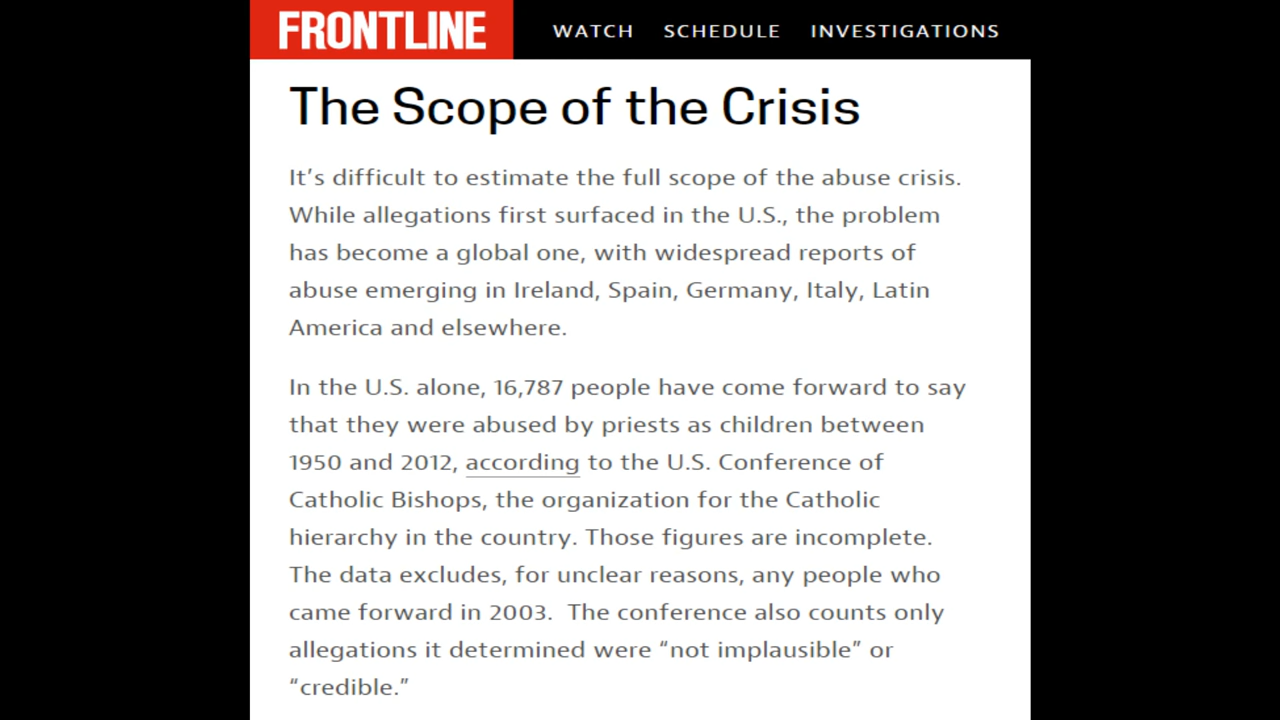 FRONTLINE WATCH SCHEDULE INVESTIGATIONS
The Scope of the Crisis
It’s difficult to estimate the full scope of the abuse crisis.
While allegations first surfaced in the U.S., the problem
has become a global one, with widespread reports of
abuse emerging in Ireland, Spain, Germany, Italy, Latin
America and elsewhere.
In the U.S. alone, 16,787 people have come forward to say
that they were abused by priests as children between
1950 and 2012, according to the U.S. Conference of
Catholic Bishops, the organization for the Catholic
hierarchy in the country. Those figures are incomplete.
The data excludes, for unclear reasons, any people who
came forward in 2003.  The conference also counts only
allegations it determined were “not implausible” or
“credible.”